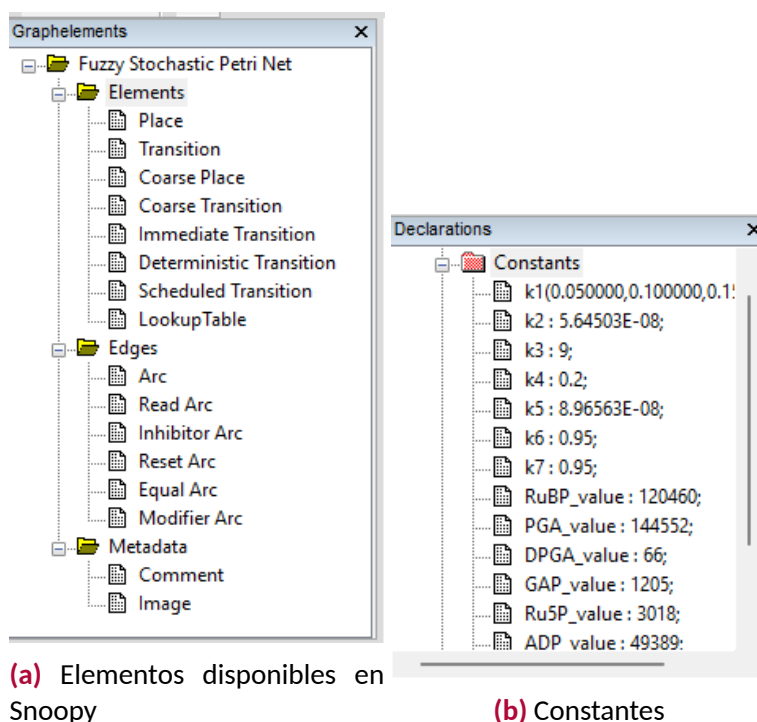 Graphelements
Fuzzy Stochastic Petri Net
Elements
Place
Transition
Coarse Place
Coarse Transition
Immediate Transition
Deterministic Transition
Scheduled Transition
LookupTable
Edges
Arc
Read Arc
Inhibitor Arc
Reset Arc
Equal Arc
Modifier Arc
Metadata
Comment
Image
(a) Elementos disponibles en
Snoopy
Declarations
Constants
k1(0.050000,0.100000,0.1
k2 : 5.64503E-08;
k3 : 9;
k4 : 0.2;
k5 : 8.96563E-08;
k6 : 0.95;
k7 : 0.95;
RuBP_value : 120460;
PGA_value : 144552;
DPGA_value : 66;
GAP_value : 1205;
Ru5P_value : 3018;
ADP_value : 49389;
(b) Constantes